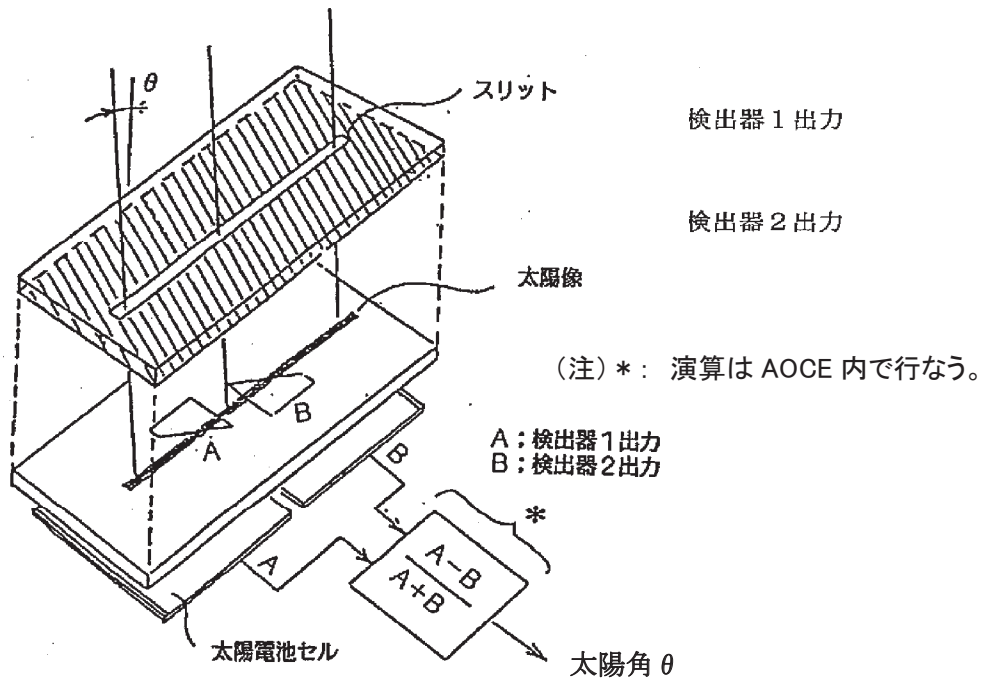 θ
スリット
検出器1出力
検出器2出力
太陽像
(注)*: 演算は AOCE 内で行なう。
B
A
A;検出器1出力
B;検出器2出力
B
*
A
A-B
A+B
太陽電池セル
太陽角 θ